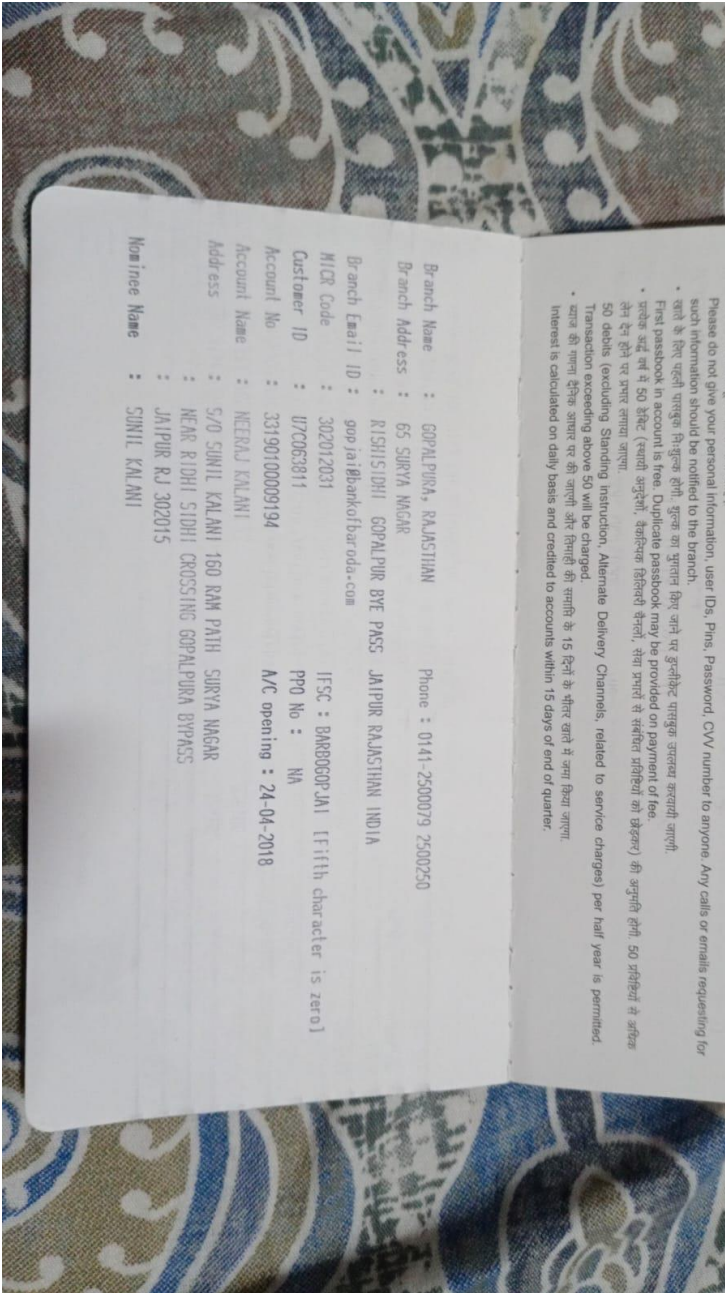 Please do not give your personal information, user IDs, Pins, Password, CVV number to anyone. Any calls or emails requesting for
such information should be notified to the branch.
• खाते के लिए पहली पासबुक निःशुल्क होगी, शुल्क का भुगतान किए जाने पर डुप्लीकेट पासबुक उपलब्ध करवायी जाएगी.
First passbook in account is free. Duplicate passbook may be provided on payment of fee.
• प्रत्येक अर्द्ध वर्ष में 50 डेबिट (स्थायी अनुदेशों, वैकल्पिक डिलिवरी चैनलों, सेवा प्रभारों से संबंधित प्रविष्टियों को छोड़कर) की अनुमति होगी. 50 प्रविष्टियों से अधिक
लेन देन होने पर प्रभार लगाया जाएगा.
50 debits (excluding Standing instruction, Alternate Delivery Channels, related to service charges) per half year is permitted.
Transaction exceeding above 50 will be charged.
• ब्याज की गणना दैनिक आधार पर की जाएगी और तिमाही की समाप्ति के 15 दिनों के भीतर खाते में जमा किया जाएगा.
Interest is calculated on daily basis and credited to accounts within 15 days of end of quarter.
Branch Name : GOPALPURA, RAJASTHAN Phone : 0141-2500079 2500250
Branch Address : 65 SURYA NAGAR
: RISHISIDHI GOPALPUR BYE PASS JAIPUR RAJASTHAN INDIA
Branch Email ID : gopjai@bankofbaroda.com
MICR Code : 302012031 IFSC : BARB0GOPJAI [Fifth character is zero]
Customer ID : U7C063811 PPO No : NA
Account No : 33190100009194 A/C opening : 24-04-2018
Account Name : NEERAJ KALANI
Address : S/O SUNIL KALANI 160 RAM PATH SURYA NAGAR
: NEAR RIDHI SIDHI CROSSING GOPALPURA BYPASS
: JAIPUR RJ 302015
Nominee Name : SUNIL KALANI